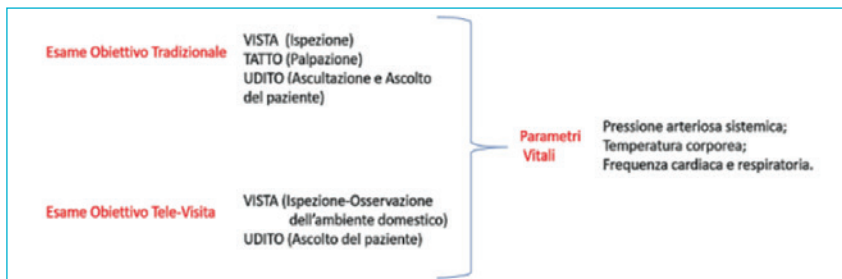 Esame Obiettivo Tradizionale
VISTA (Ispezione)
TATTO (Palpazione)
UDITO (Ascultazione e Ascolto
del paziente)
Parametri
Vitali
Pressione arteriosa sistemica;
Temperatura corporea;
Frequenza cardiaca e respiratoria.
Esame Obiettivo Tele-Visita
VISTA (Ispezione-Osservazione
dell'ambiente domestico)
UDITO (Ascolto del paziente)